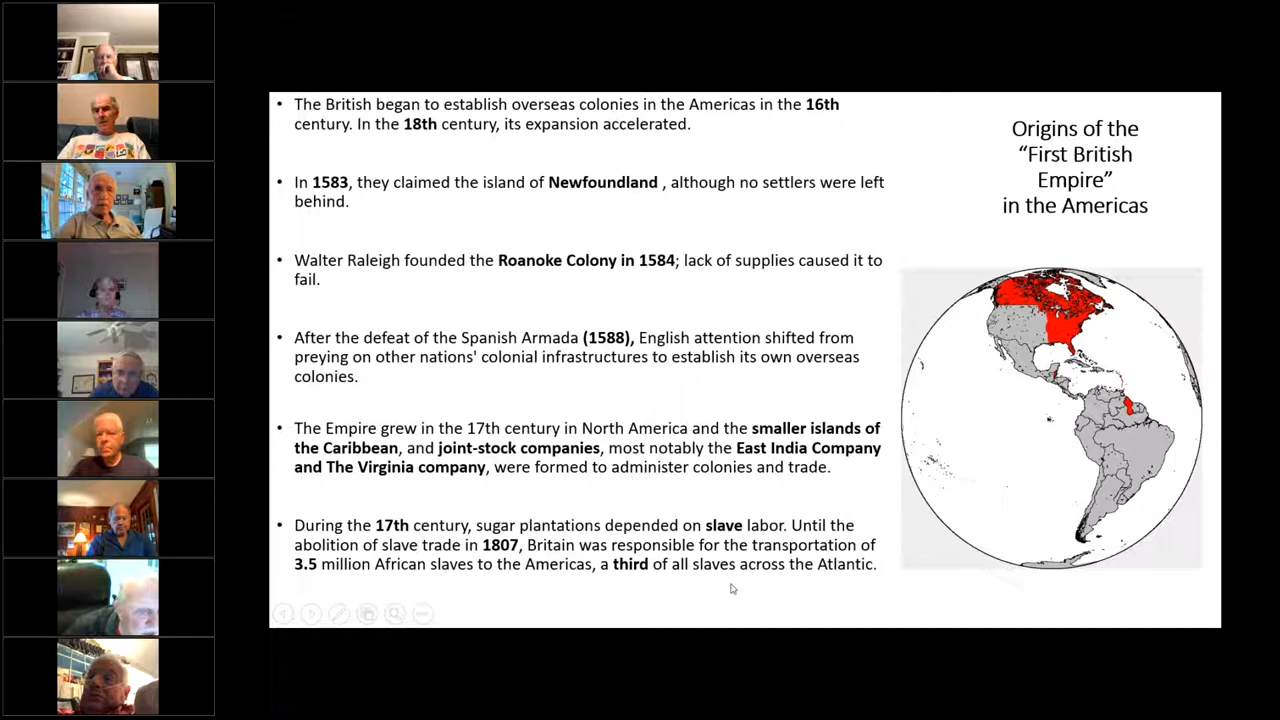 • The British began to establish overseas colonies in the Americas in the 16th
century. In the 18th century, its expansion accelerated.
• In 1583, they claimed the island of Newfoundland , although no settlers were left
behind.
• Walter Raleigh founded the Roanoke Colony in 1584; lack of supplies caused it to
fail.
• After the defeat of the Spanish Armada (1588), English attention shifted from
preying on other nations' colonial infrastructures to establish its own overseas
colonies.
• The Empire grew in the 17th century in North America and the smaller islands of
the Caribbean, and joint-stock companies, most notably the East India Company
and The Virginia company, were formed to administer colonies and trade.
• During the 17th century, sugar plantations depended on slave labor. Until the
abolition of slave trade in 1807, Britain was responsible for the transportation of
3.5 million African slaves to the Americas, a third of all slaves across the Atlantic.
Origins of the
“First British
Empire”
in the Americas